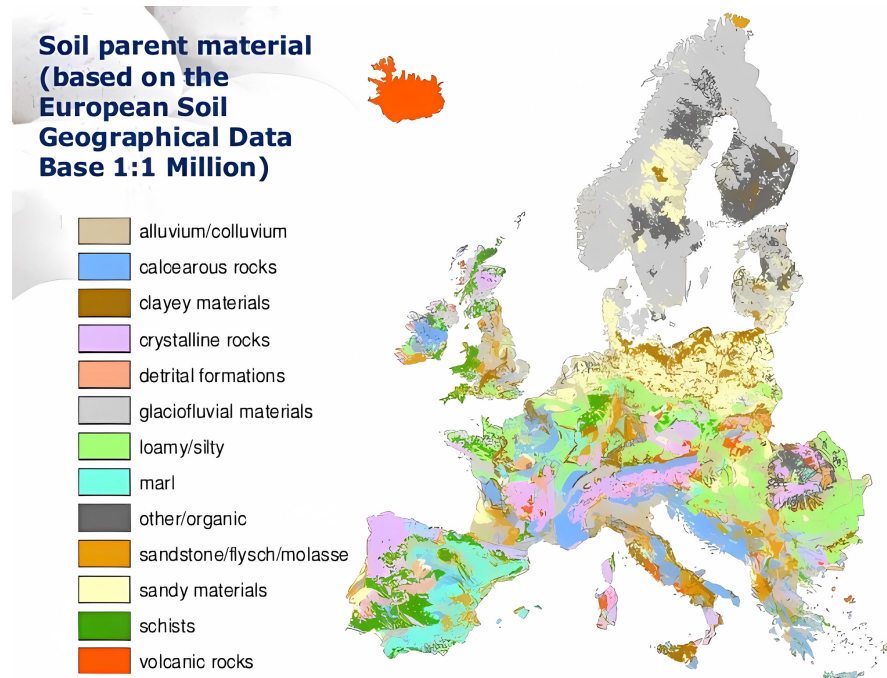 Soil parent material
(based on the
European Soil
Geographical Data
Base 1:1 Million)
alluvium/colluvium
calcearous rocks
clayey materials
crystalline rocks
detrital formations
glaciofluvial materials
loamy/silty
marl
other/organic
sandstone/flysch/molasse
sandy materials
schists
volcanic rocks